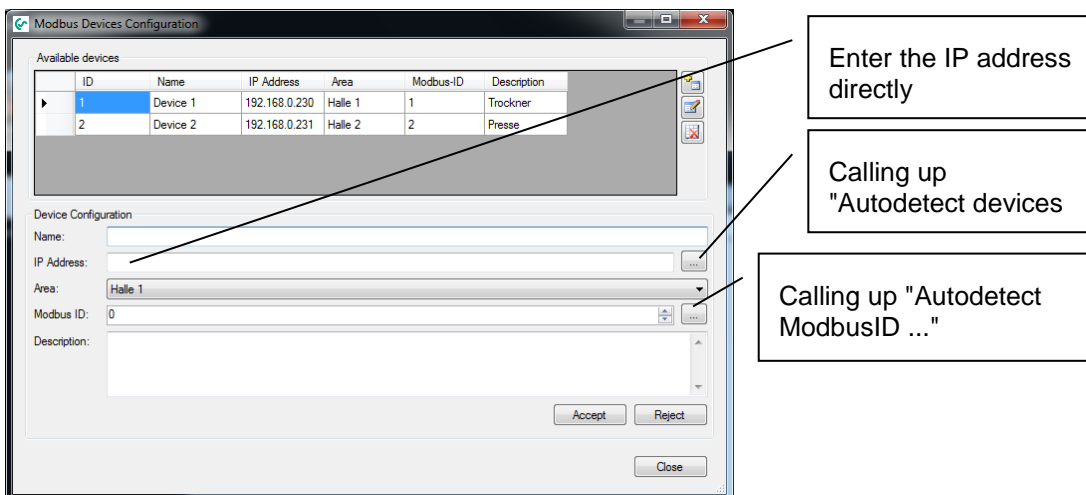 Modbus Devices Configuration
Available devices
ID Name IP Address Area Modbus-ID Description
1 Device 1 192.168.0.230 Halle 1 1 Trockner
2 Device 2 192.168.0.231 Halle 2 2 Presse
Device Configuration
Name:
IP Address:
...
Area:
Halle 1
Modbus ID:
0
...
Description:
Accept
Reject
Close
Enter the IP address
directly
Calling up
"Autodetect devices
Calling up "Autodetect
ModbusID ..."